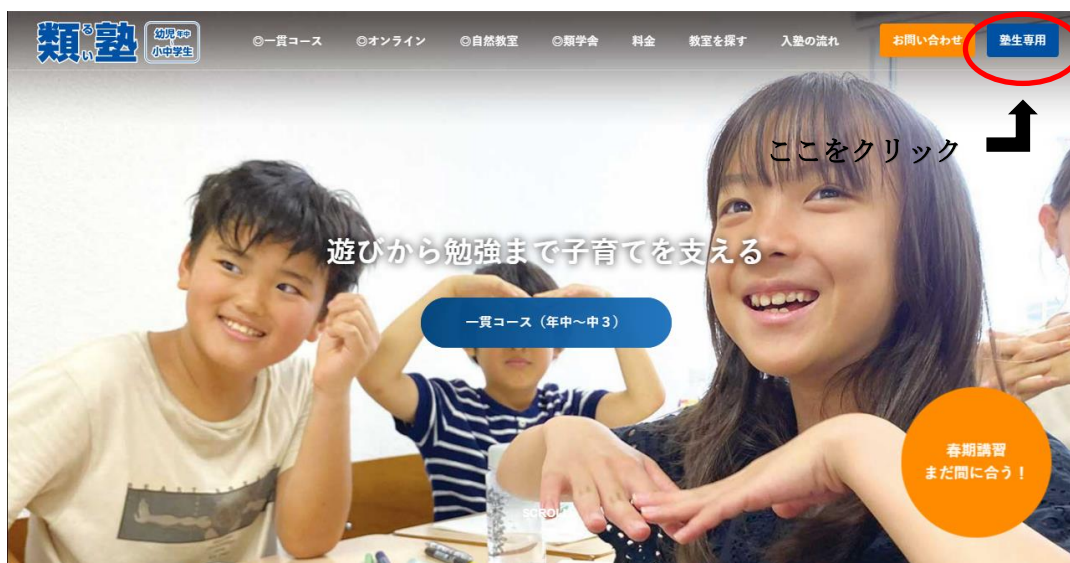 類塾
るい
幼児年中
小中学生
◎一貫コース
◎オンライン
◎自然教室
◎類学舎
料金
教室を探す
入塾の流れ
お問い合わせ
塾生専用
ここをクリック
遊びから勉強まで子育てを支える
一貫コース（年中～中３）
春期講習
まだ間に合う！
SCROLL